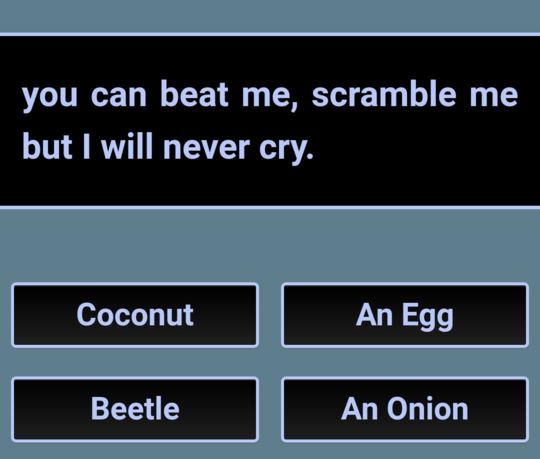 you can beat me, scramble me
but I will never cry.
Coconut
An Egg
Beetle
An Onion